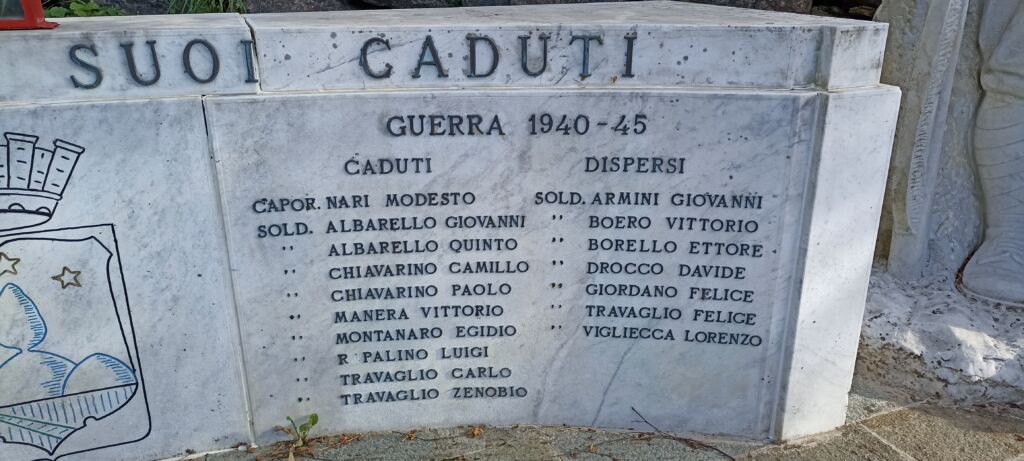 SUOI CADUTI
GUERRA 1940-45
CADUTI
CAPOR. NARI MODESTO
SOLD. ALBARELLO GIOVANNI
" ALBARELLO QUINTO
" CHIAVARINO CAMILLO
" CHIAVARINO PAOLO
" MANERA VITTORIO
" MONTANARO EGIDIO
" R PALINO LUIGI
" TRAVAGLIO CARLO
" TRAVAGLIO ZENOBIO
DISPERSI
SOLD. ARMINI GIOVANNI
" BOERO VITTORIO
" BORELLO ETTORE
" DROCCO DAVIDE
" GIORDANO FELICE
" TRAVAGLIO FELICE
" VIGLIECCA LORENZO